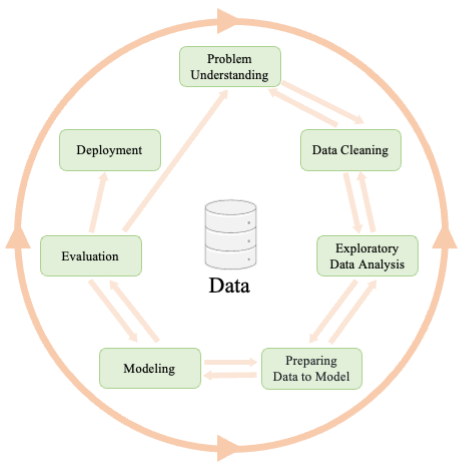 Problem
Understanding
Data Cleaning
Exploratory
Data Analysis
Preparing
Data to Model
Modeling
Evaluation
Deployment
Data